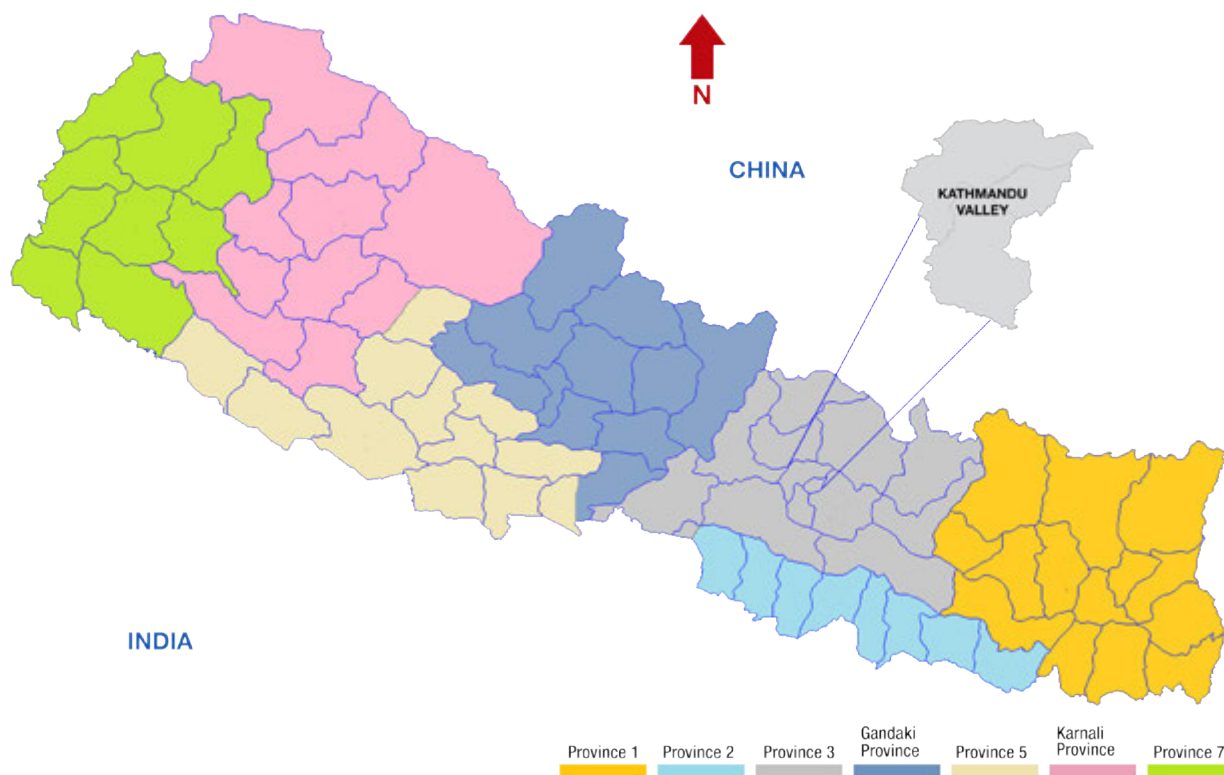 N
CHINA
KATHMANDU
VALLEY
INDIA
Province 1
Province 2
Province 3
Gandaki
Province
Province 5
Karnali
Province
Province 7